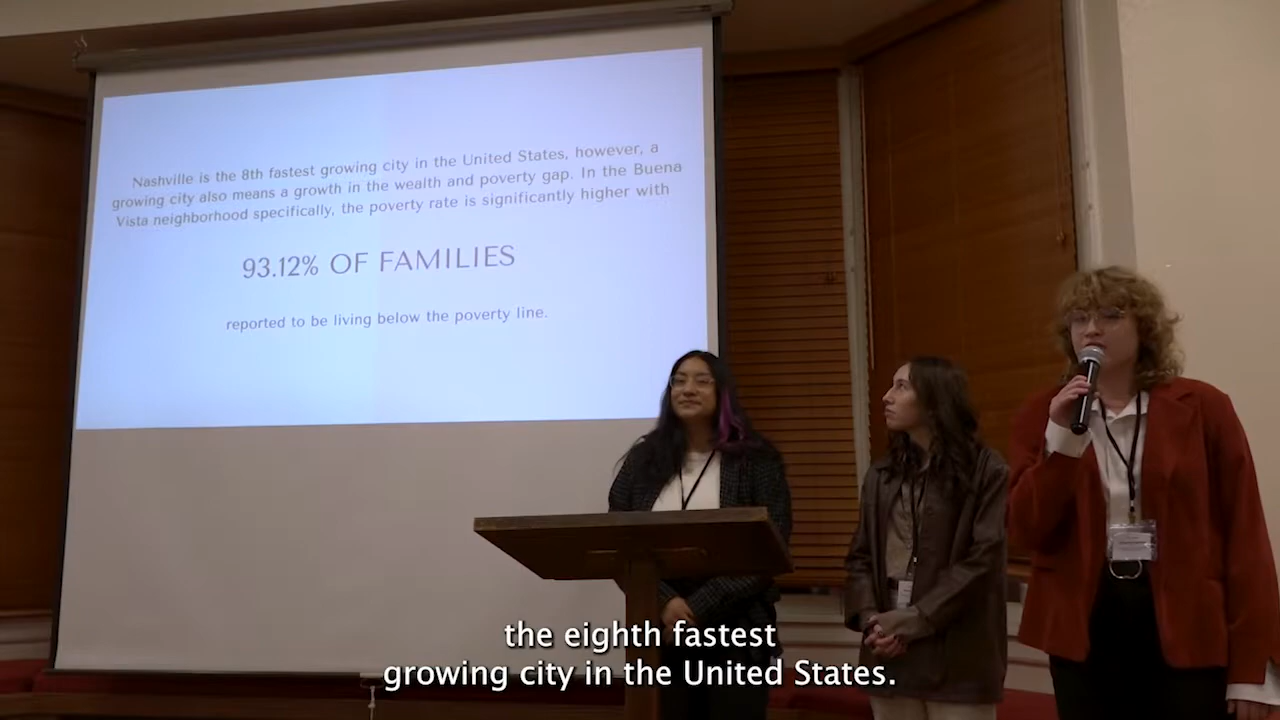 Nashville is the 8th fastest growing city in the United States, however, a
growing city also means a growth in the wealth and poverty gap. In the Buena
Vista neighborhood specifically, the poverty rate is significantly higher with
93.12% OF FAMILIES
reported to be living below the poverty line.
the eighth fastest
growing city in the United States.